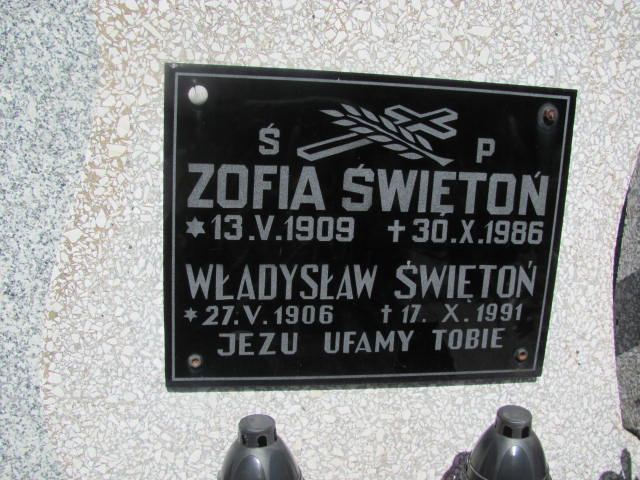 Ś P
ZOFIA ŚWIĘTOŃ
* 13.V.1909 † 30.X.1986
WŁADYSŁAW ŚWIĘTOŃ
* 27.V.1906 † 17.X.1991
JEZU UFAMY TOBIE